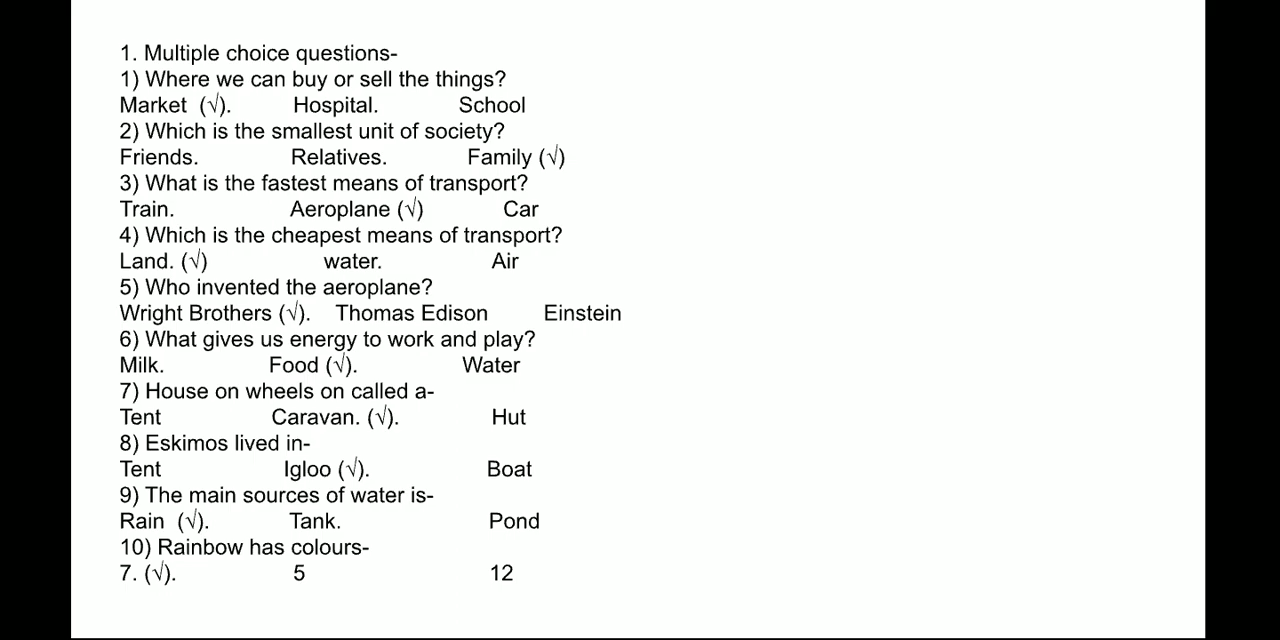 1. Multiple choice questions-
1) Where we can buy or sell the things?
Market (√). Hospital. School
2) Which is the smallest unit of society?
Friends. Relatives. Family (√)
3) What is the fastest means of transport?
Train. Aeroplane (√) Car
4) Which is the cheapest means of transport?
Land. (√) water. Air
5) Who invented the aeroplane?
Wright Brothers (√). Thomas Edison Einstein
6) What gives us energy to work and play?
Milk. Food (√). Water
7) House on wheels on called a-
Tent Caravan. (√). Hut
8) Eskimos lived in-
Tent Igloo (√). Boat
9) The main sources of water is-
Rain (√). Tank. Pond
10) Rainbow has colours-
7. (√). 5 12